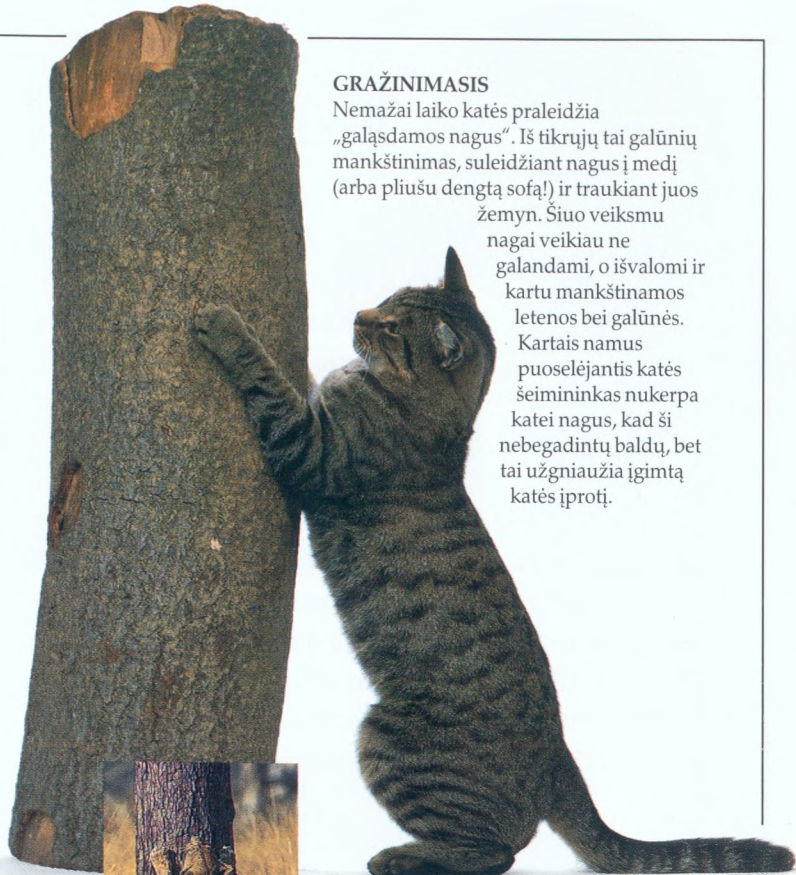 GRAŽINIMASIS
Nemažai laiko katės praleidžia
„galąsdamos nagus“. Iš tikrųjų tai galūnių
mankštinimas, suleidžiant nagus į medį
(arba pliušu dengtą sofą!) ir traukiant juos
žemyn. Šiuo veiksmu
nagai veikiau ne
galandami, o išvalomi ir
kartu mankštinamos
letenos bei galūnės.
Kartais namus
puoselėjantis katės
šeimininkas nukerpa
katei nagus, kad ši
nebegadintų baldų, bet
tai užgniaužia įgimtą
katės įprotį.